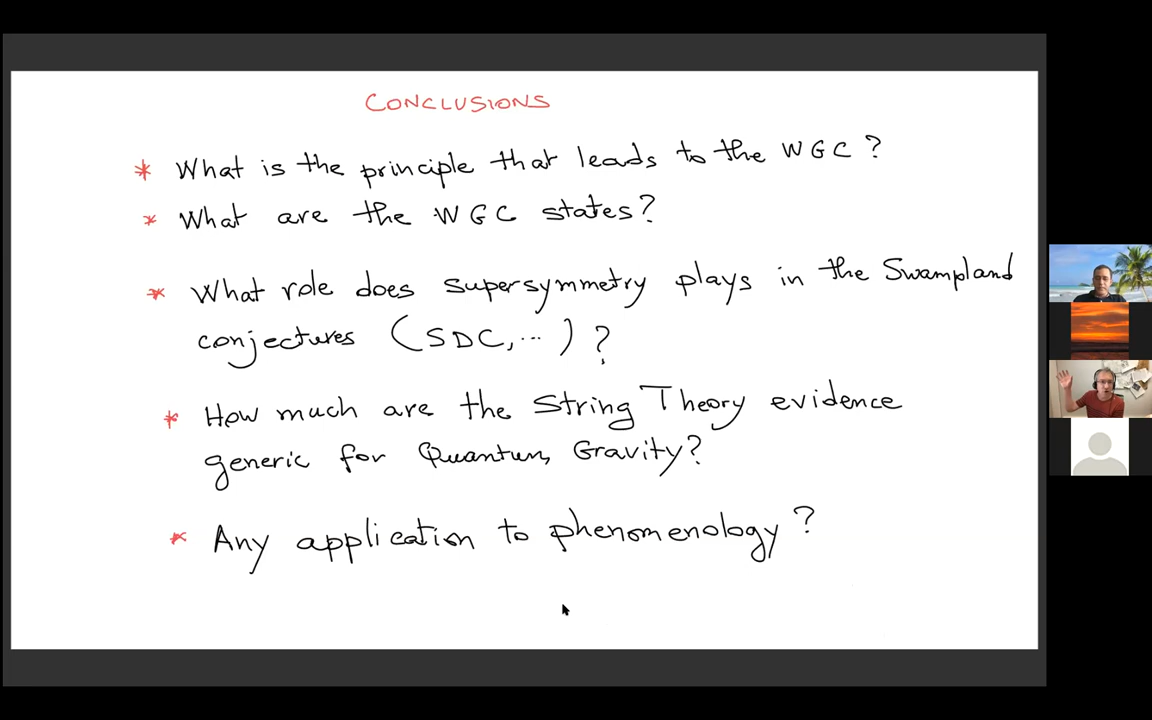 CONCLUSIONS
* What is the principle that leads to the WGC?
* What are the WGC states?
* What role does supersymmetry plays in the Swampland
conjectures (SDC,...)?
* How much are the String Theory evidence
generic for Quantum Gravity?
* Any application to phenomenology?